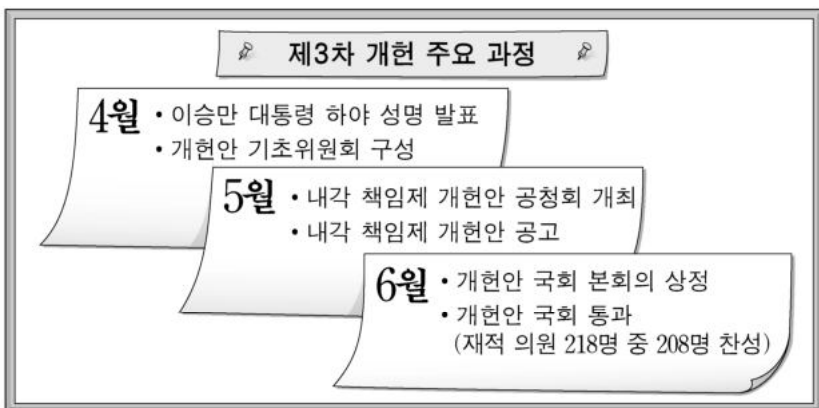 제3차 개헌 주요 과정
4월 • 이승만 대통령 하야 성명 발표
• 개헌안 기초위원회 구성
5월 • 내각 책임제 개헌안 공청회 개최
• 내각 책임제 개헌안 공고
6월 • 개헌안 국회 본회의 상정
• 개헌안 국회 통과
(재적 의원 218명 중 208명 찬성)